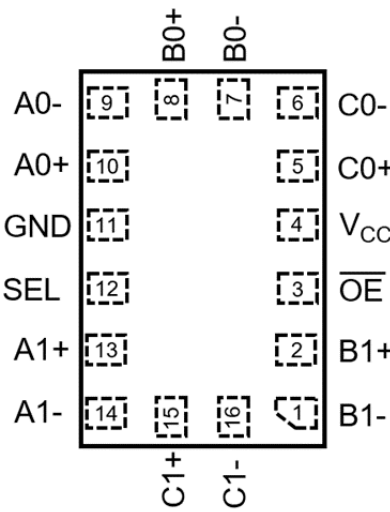 B0+ B0-
A0- 9 8 7 6 C0-
A0+ 10 5 C0+
GND 11 4 VCC
SEL 12 3 OE
A1+ 13 2 B1+
A1- 14 15 16 1 B1-
C1+ C1-